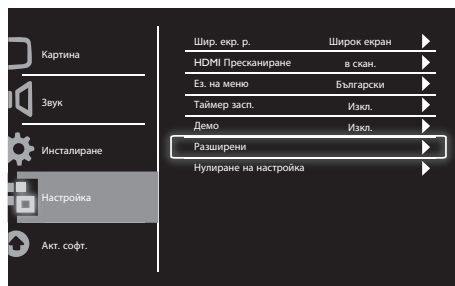 Картина
Звук
Инсталиране
Настройка
Акт. софт.
Шир. екр. р. Широк екран
HDMI Пресканиране в скан.
Ез. на меню Български
Таймер засп. Изкл.
Демо Изкл.
Разширени
Нулиране на настройка